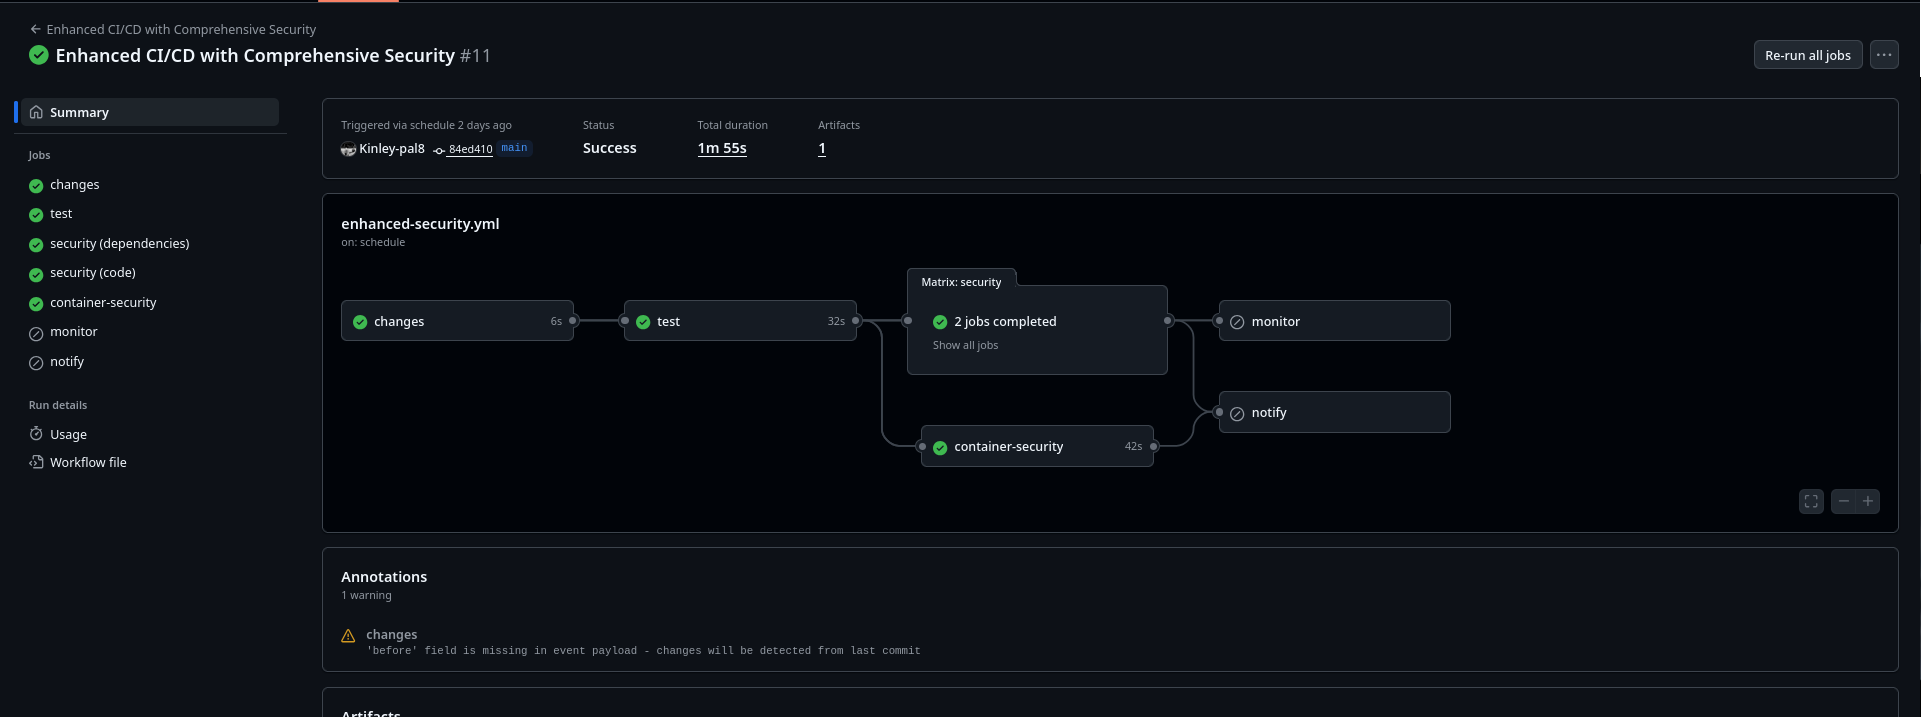 Enhanced CI/CD with Comprehensive Security
Enhanced CI/CD with Comprehensive Security #11
Re-run all jobs
Summary
Jobs
changes
test
security (dependencies)
security (code)
container-security
monitor
notify
Run details
Usage
Workflow file
Triggered via schedule 2 days ago
Status
Total duration
Artifacts
Kinley-pal8 84ed410 main
Success
1m 55s
1
enhanced-security.yml
on: schedule
Matrix: security
changes 6s
test 32s
2 jobs completed
Show all jobs
monitor
notify
container-security 42s
Annotations
1 warning
changes
'before' field is missing in event payload - changes will be detected from last commit
Artifacts